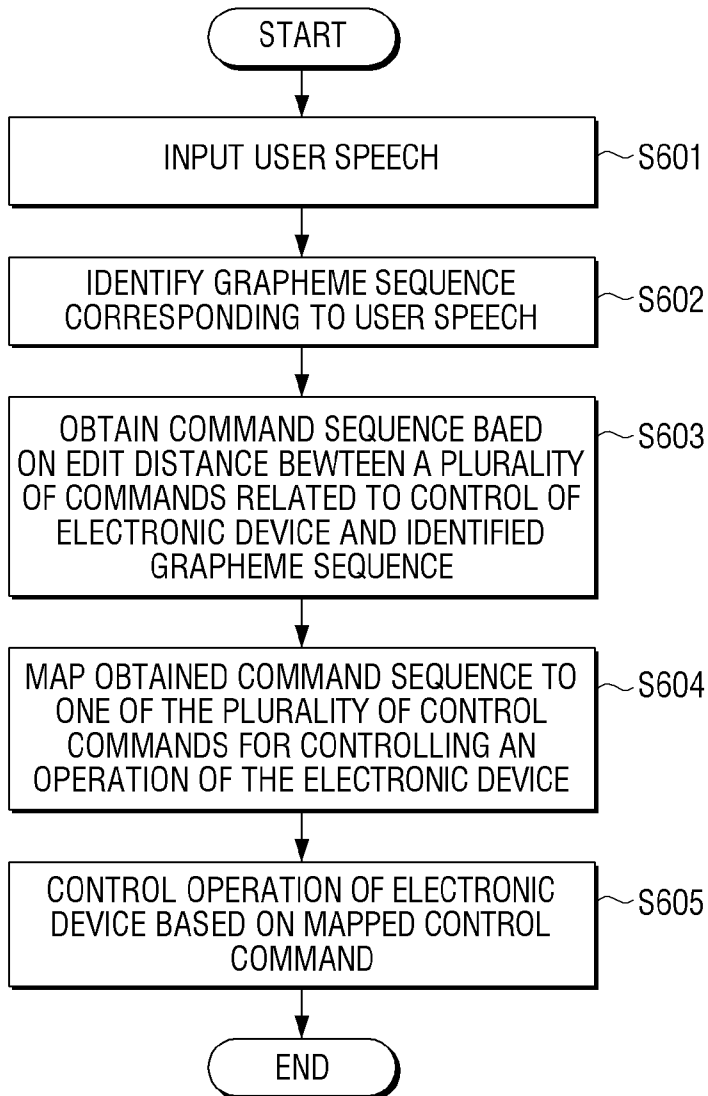 START
INPUT USER SPEECH
S601
IDENTIFY GRAPHEME SEQUENCE
CORRESPONDING TO USER SPEECH
S602
OBTAIN COMMAND SEQUENCE BAED
ON EDIT DISTANCE BEWTEEN A PLURALITY
OF COMMANDS RELATED TO CONTROL OF
ELECTRONIC DEVICE AND IDENTIFIED
GRAPHEME SEQUENCE
S603
MAP OBTAINED COMMAND SEQUENCE TO
ONE OF THE PLURALITY OF CONTROL
COMMANDS FOR CONTROLLING AN
OPERATION OF THE ELECTRONIC DEVICE
S604
CONTROL OPERATION OF ELECTRONIC
DEVICE BASED ON MAPPED CONTROL
COMMAND
S605
END